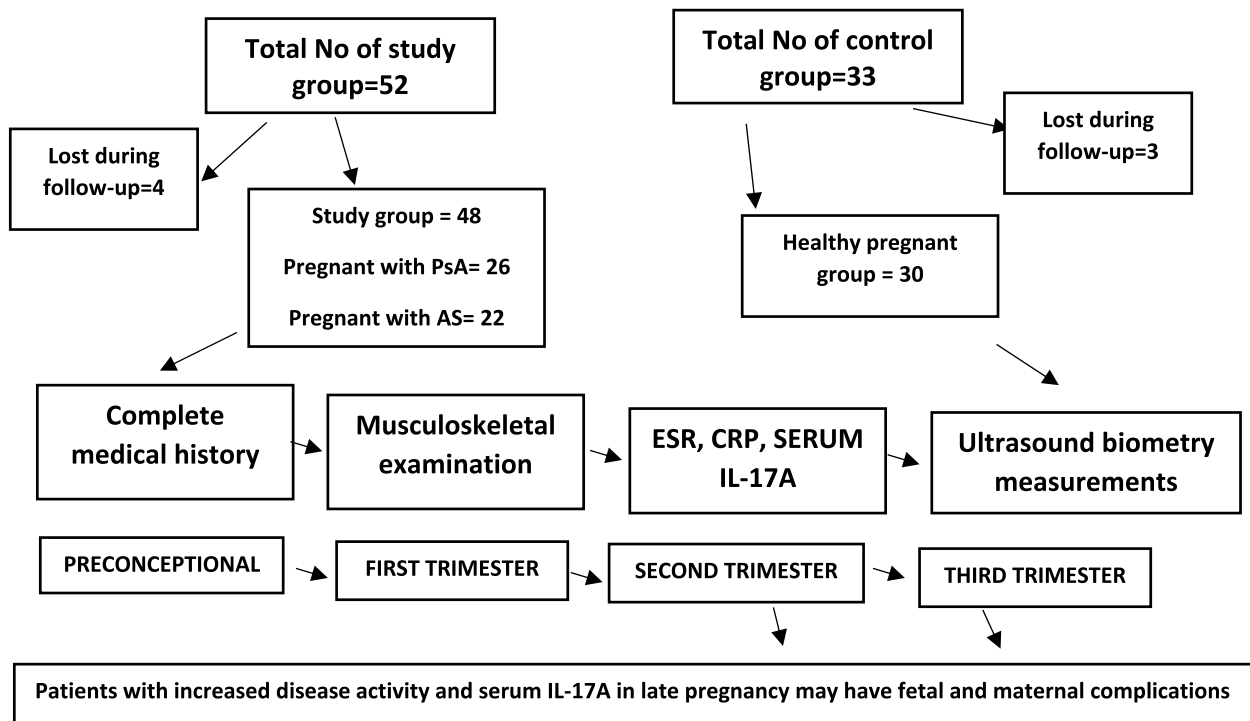 Total No of study
group=52
Total No of control
group=33
Lost during
follow-up=4
Lost during
follow-up=3
Study group = 48
Pregnant with PsA= 26
Pregnant with AS= 22
Healthy pregnant
group = 30
Complete
medical history
Musculoskeletal
examination
ESR, CRP, SERUM
IL-17A
Ultrasound biometry
measurements
PRECONCEPTIONAL
FIRST TRIMESTER
SECOND TRIMESTER
THIRD TRIMESTER
Patients with increased disease activity and serum IL-17A in late pregnancy may have fetal and maternal complications